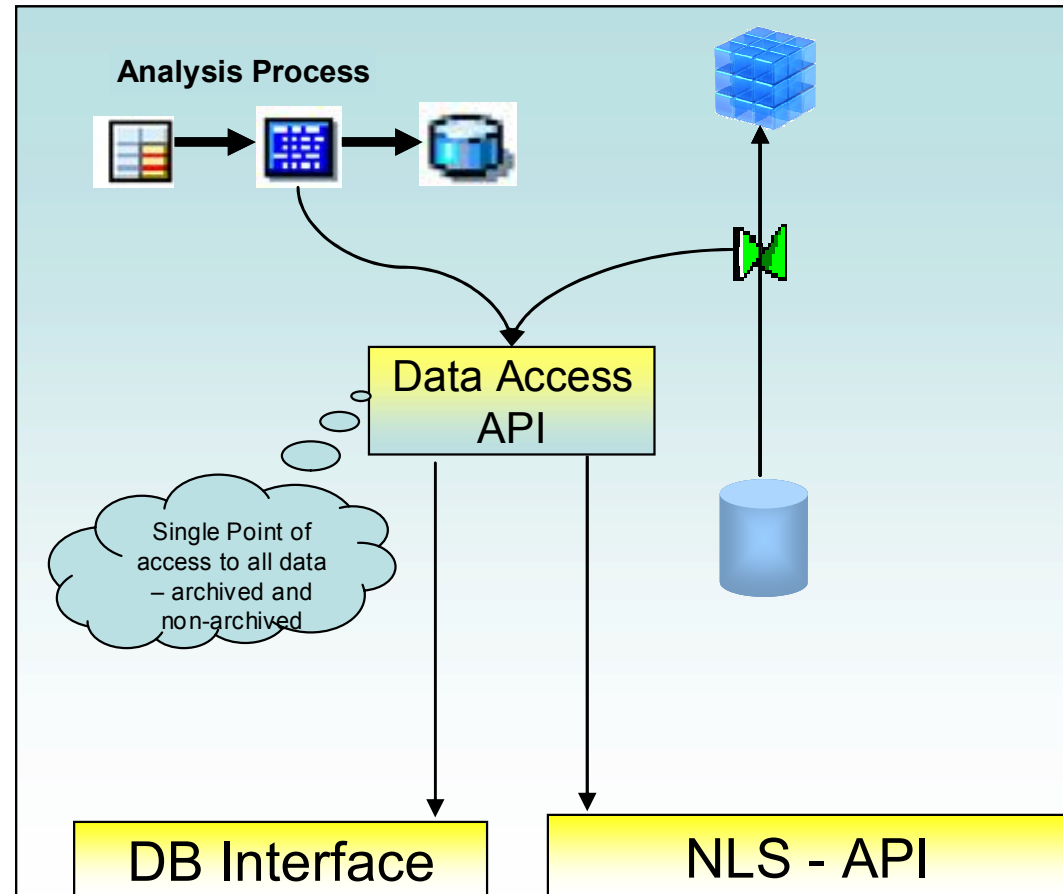 Analysis Process
Data Access
API
Single Point of
access to all data
– archived and
non-archived
DB Interface
NLS - API